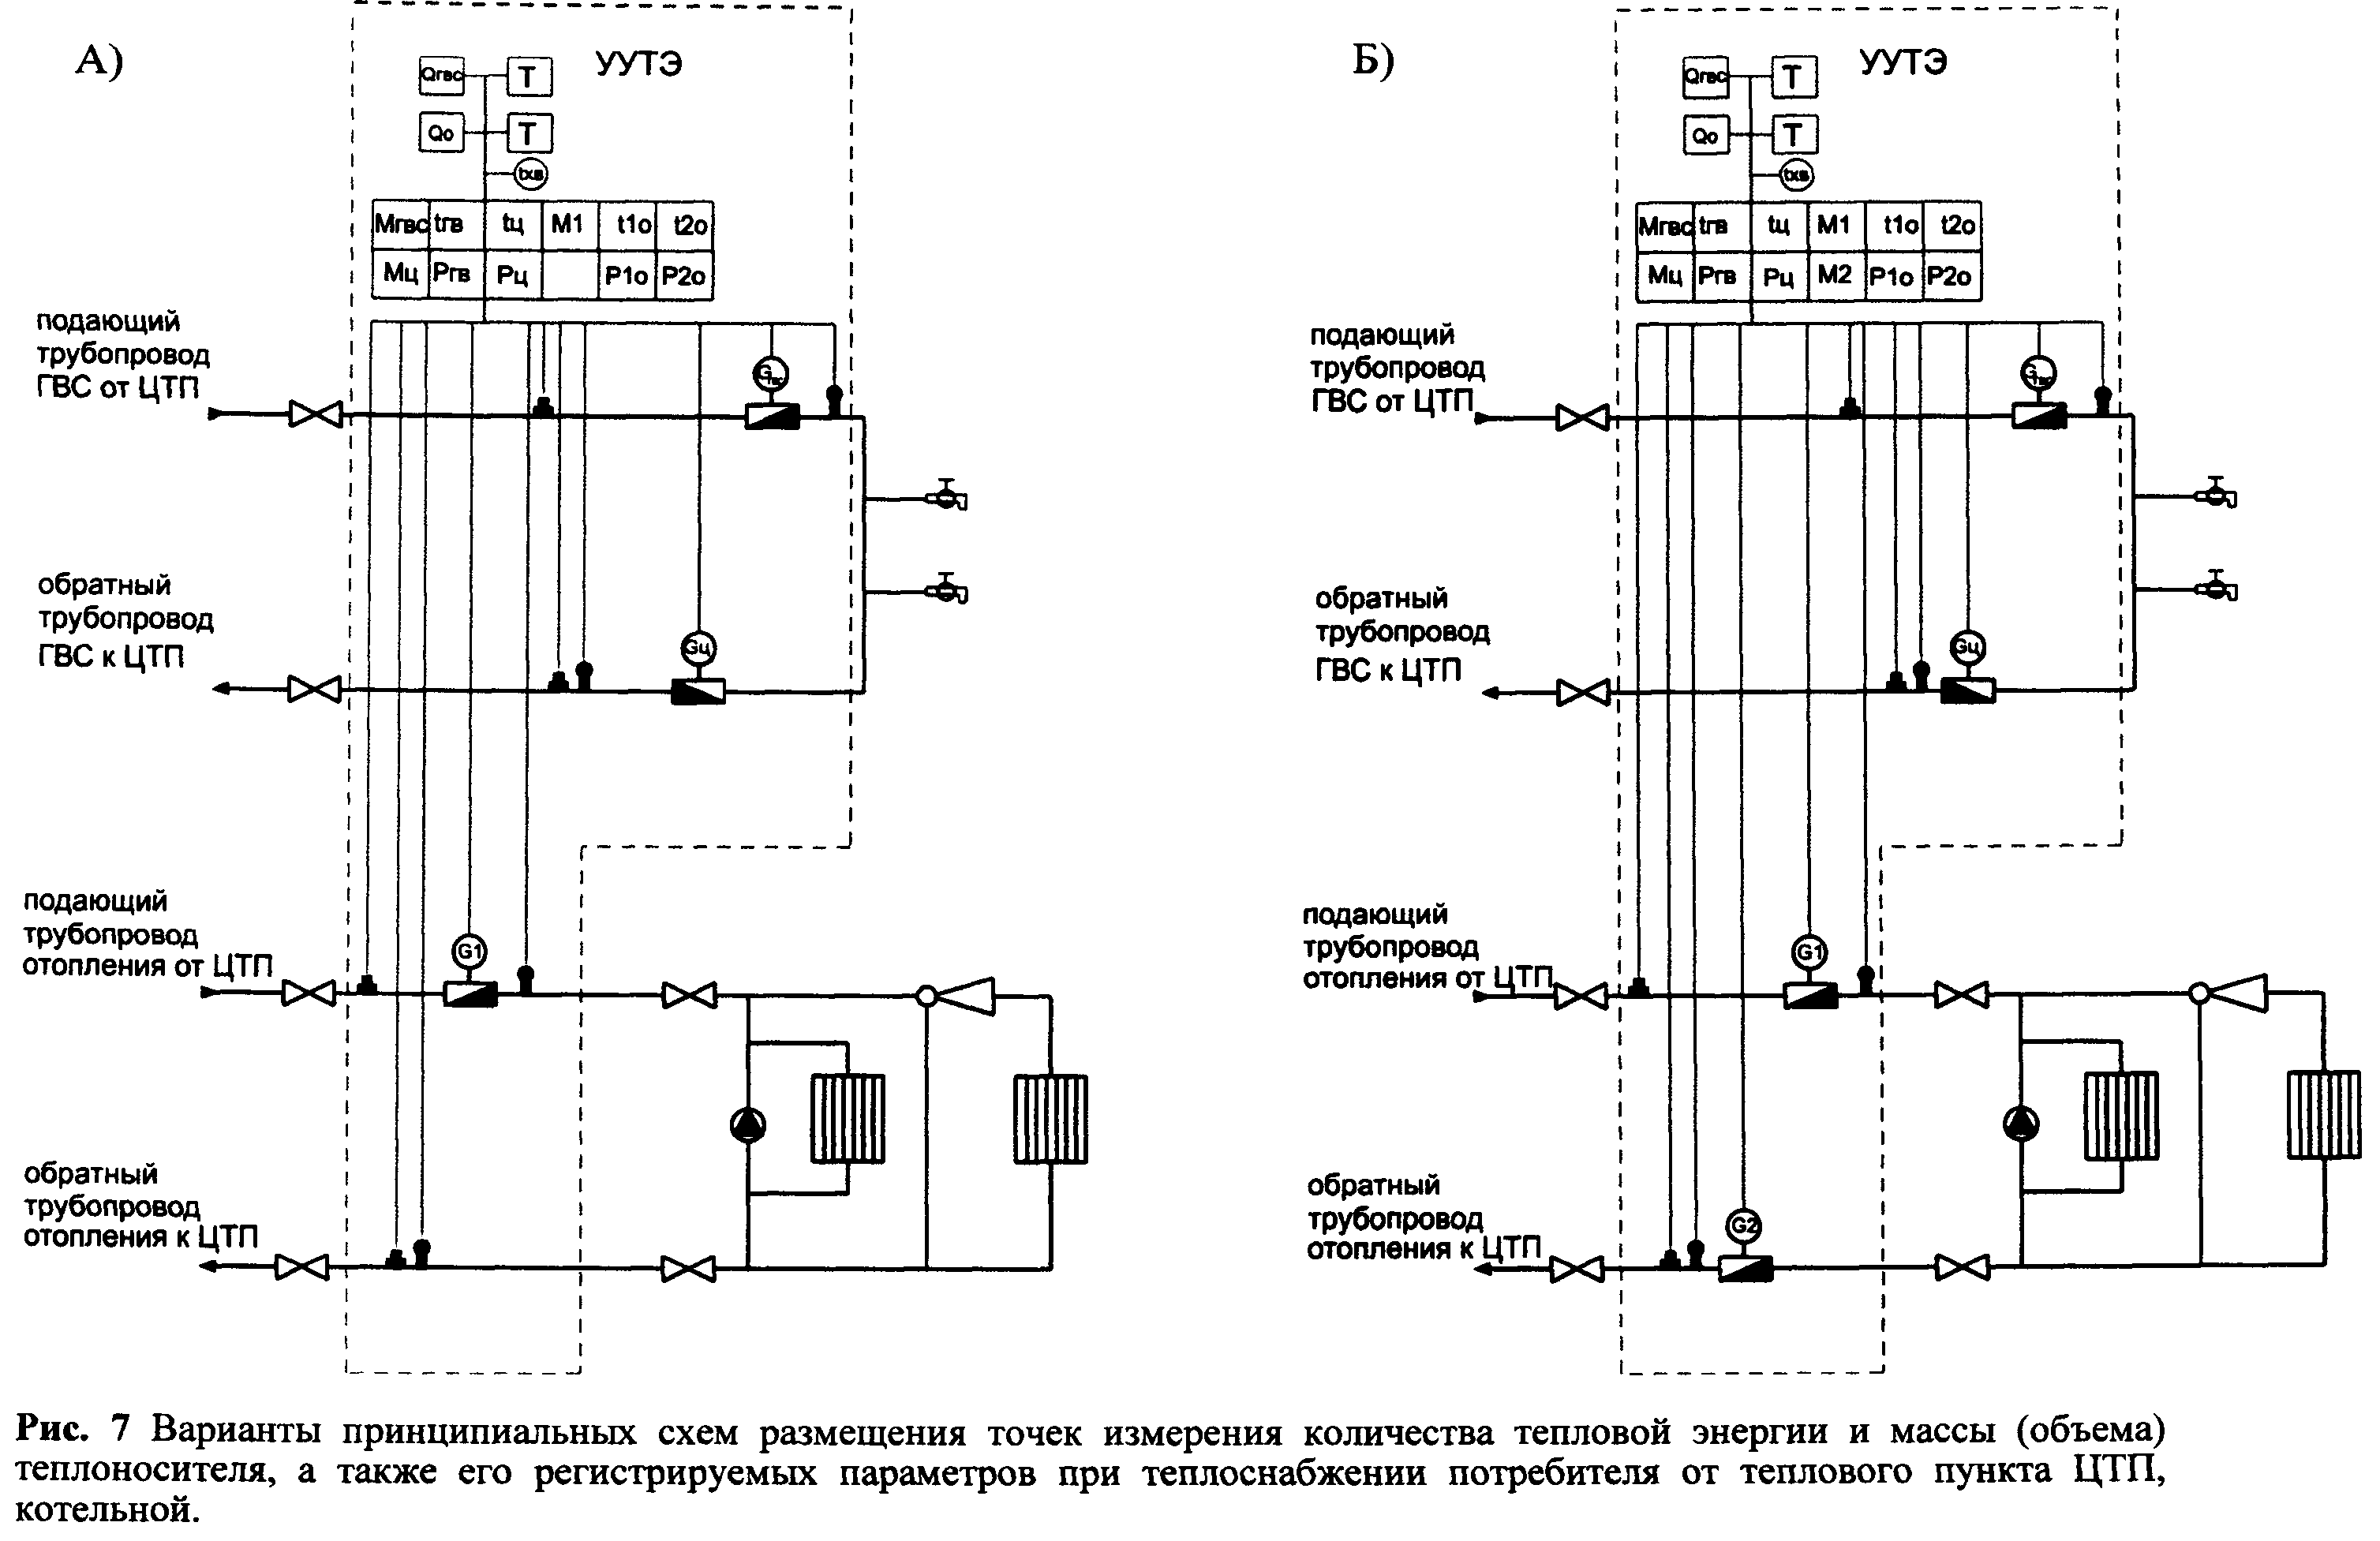 А)
УУТЭ
Qгвс T
Qо T
tхв
Мгвс tгв tц М1 t1о t2о
Мц Ргв Рц Р1о Р2о
подающий
трубопровод
ГВС от ЦТП
Gгвс
обратный
трубопровод
ГВС к ЦТП
Gц
подающий
трубопровод
отопления от ЦТП
G1
обратный
трубопровод
отопления к ЦТП
Б)
УУТЭ
Qгвс T
Qо T
tхв
Мгвс tгв tц М1 t1о t2о
Мц Ргв Рц М2 Р1о Р2о
подающий
трубопровод
ГВС от ЦТП
Gгвс
обратный
трубопровод
ГВС к ЦТП
Gц
подающий
трубопровод
отопления от ЦТП
G1
обратный
трубопровод
отопления к ЦТП
G2
Рис. 7 Варианты принципиальных схем размещения точек измерения количества тепловой энергии и массы (объема)
теплоносителя, а также его регистрируемых параметров при теплоснабжении потребителя от теплового пункта ЦТП,
котельной.